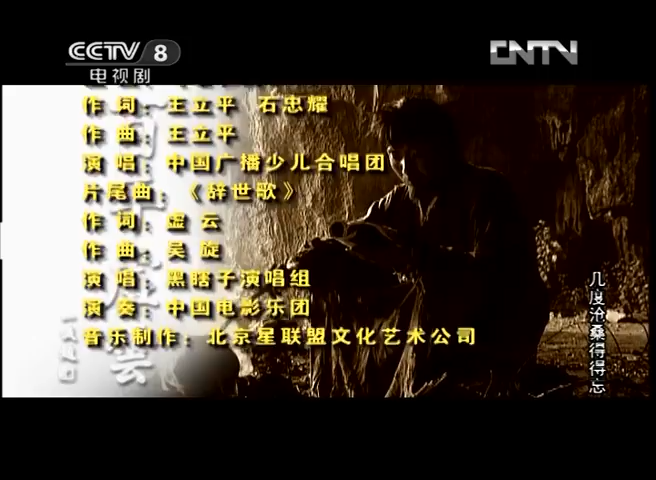 CCTV 8
电视剧
CNTV
作词：王立平 石忠耀
作曲：王立平
演唱：中国广播少儿合唱团
片尾曲：《辞世歌》
作词：虚云
作曲：吴旋
演唱：黑瞎子演唱组
演奏：中国电影乐团
音乐制作：北京星联盟文化艺术公司
几度沧桑得得忘